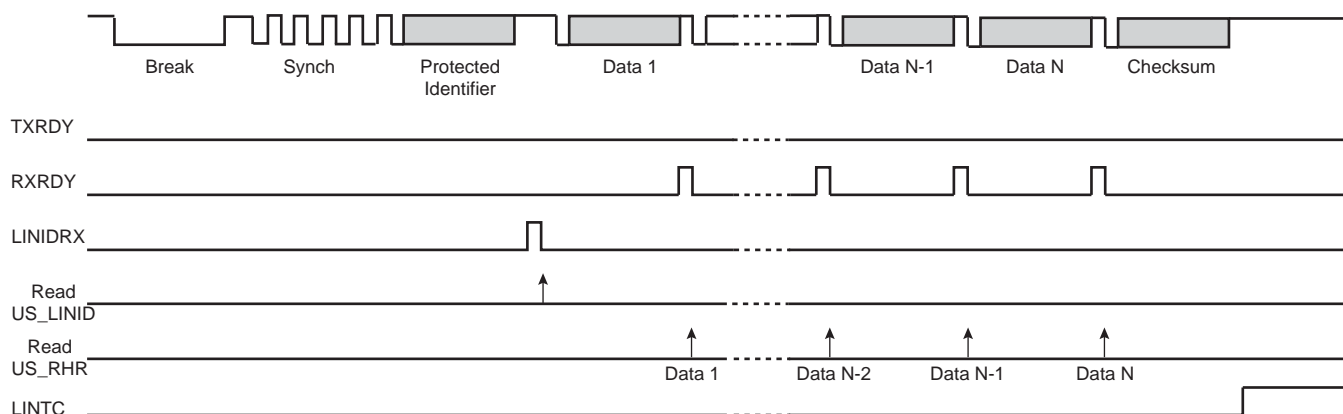 Break Synch Protected Identifier Data 1 Data N-1 Data N Checksum
TXRDY
RXRDY
LINIDRX
Read
US_LINID
Read
US_RHR
Data 1 Data N-2 Data N-1 Data N
LINTC